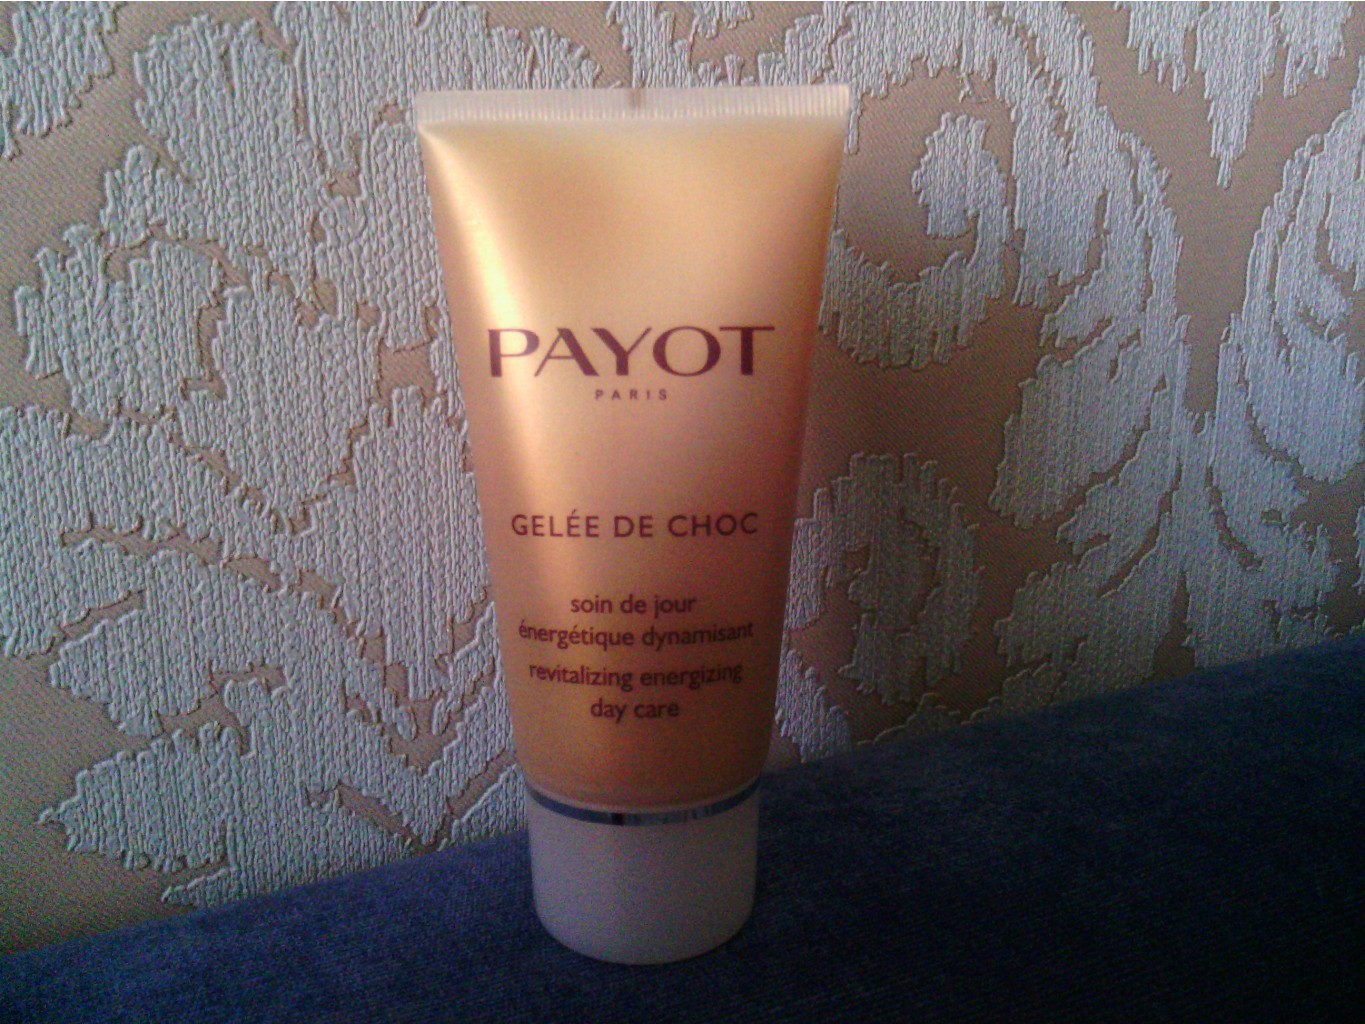 PAYOT
PARIS
GELÉE DE CHOC
soin de jour
énergétique dynamisant
revitalizing energizing
day care